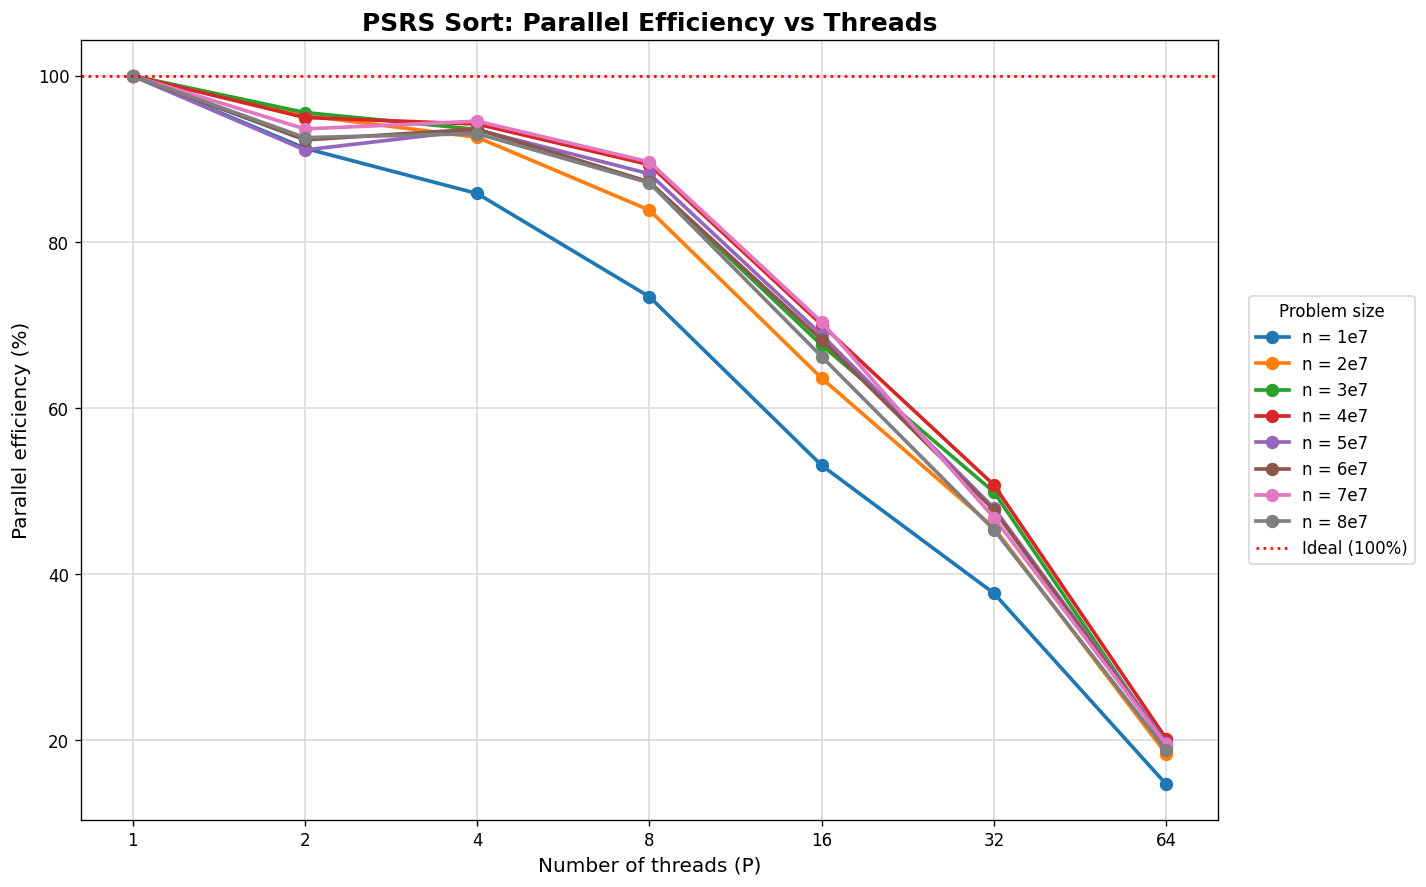 PSRS Sort: Parallel Efficiency vs Threads
Parallel efficiency (%)
100
80
60
40
20
1 2 4 8 16 32 64
Number of threads (P)
Problem size
n = 1e7
n = 2e7
n = 3e7
n = 4e7
n = 5e7
n = 6e7
n = 7e7
n = 8e7
Ideal (100%)